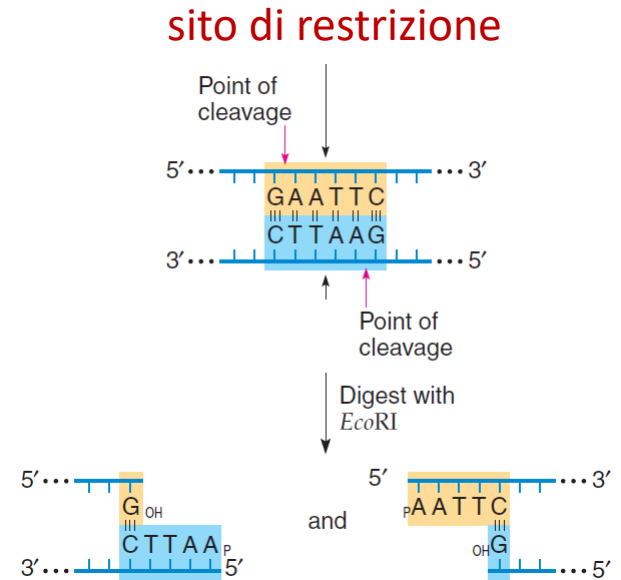 sito di restrizione
Point of
cleavage
5′ 3′
GAATTC
CTTAAG
3′ 5′
Point of
cleavage
Digest with
EcoRI
5′ G OH
CTTAA P
3′ 5′
and
5′ 3′
P AATTC
OH G
5′